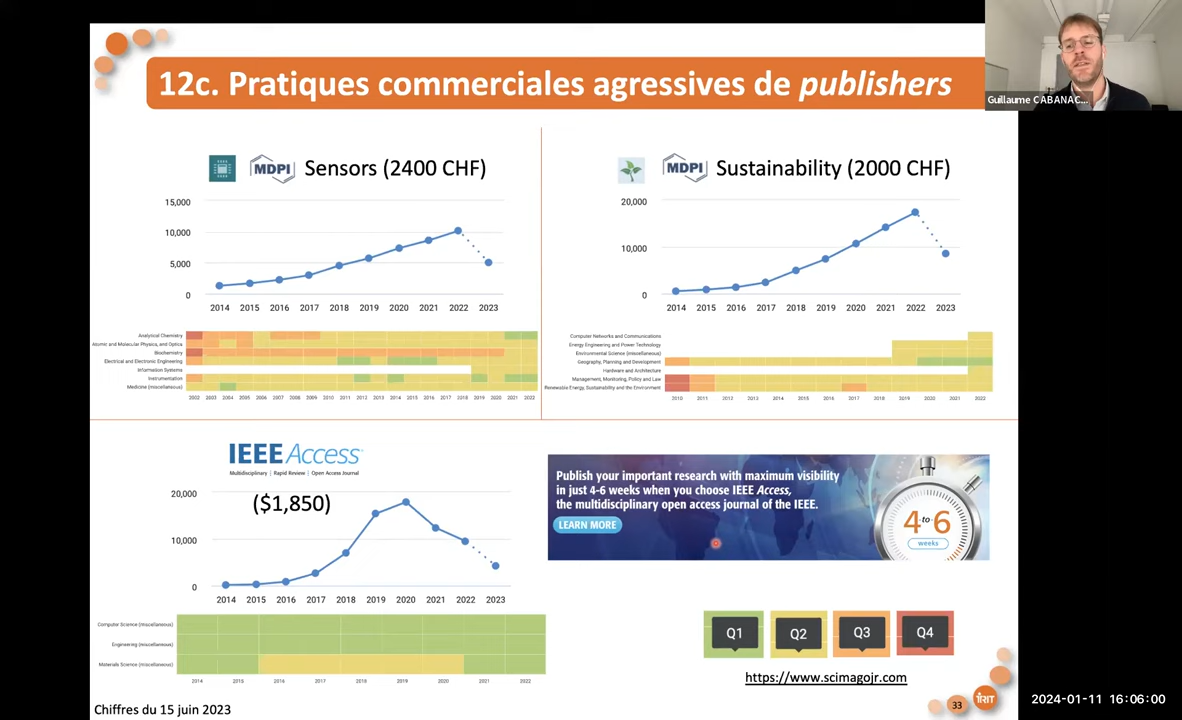 12c. Pratiques commerciales agressives de publishers
Guillaume CABANAC...
MDPI Sensors (2400 CHF)
15,000
10,000
5,000
0
2014 2015 2016 2017 2018 2019 2020 2021 2022 2023
Analytical Chemistry
Atomic and Molecular Physics, and Optics
Biochemistry
Electrical and Electronic Engineering
Information Systems
Instrumentation
Medicine (miscellaneous)
2002 2003 2004 2005 2006 2007 2008 2009 2010 2011 2012 2013 2014 2015 2016 2017 2018 2019 2020 2021 2022
MDPI Sustainability (2000 CHF)
20,000
10,000
0
2014 2015 2016 2017 2018 2019 2020 2021 2022 2023
Computer Networks and Communications
Energy Engineering and Power Technology
Environmental Science (miscellaneous)
Geography, Planning and Development
Hardware and Architecture
Management, Monitoring, Policy and Law
Renewable Energy, Sustainability and the Environment
2010 2011 2012 2013 2014 2015 2016 2017 2018 2019 2020 2021 2022
IEEE Access
Multidisciplinary | Rapid Review | Open Access Journal
($1,850)
20,000
10,000
0
2014 2015 2016 2017 2018 2019 2020 2021 2022 2023
Computer Science (miscellaneous)
Engineering (miscellaneous)
Materials Science (miscellaneous)
2014 2015 2016 2017 2018 2019 2020 2021 2022
Publish your important research with maximum visibility
in just 4-6 weeks when you choose IEEE Access,
the multidisciplinary open access journal of the IEEE.
LEARN MORE
4 to 6
weeks
Q1 Q2 Q3 Q4
https://www.scimagojr.com
Chiffres du 15 juin 2023
33
IRIT
2024-01-11 16:06:00